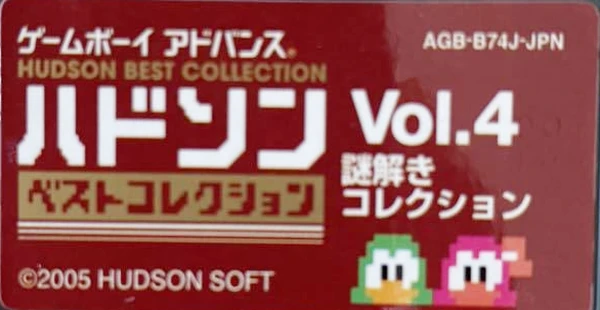 ゲームボーイ アドバンス®
AGB-B74J-JPN
HUDSON BEST COLLECTION
ハドソン
ベストコレクション
Vol.4
謎解き
コレクション
©2005 HUDSON SOFT